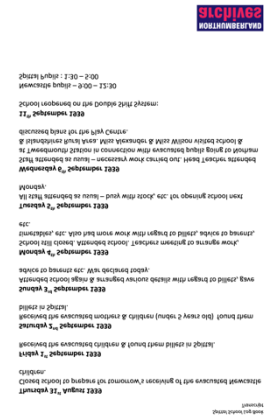 Spittal School Log Book
Transcript
Thursday 31st August 1939
Closed school to prepare for tomorrow's receiving of the evacuated Newcastle
children.
Friday 1st September 1939
Received the evacuated children & found them billets in Spittal.
Saturday 2nd September 1939
Received the evacuated mothers & children (under 5 years old) found them
billets in Spittal.
Sunday 3rd September 1939
Attended school again & arranged various details with regard to billets, gave
advice to parents etc. War declared today.
Monday 4th September 1939
School still closed. Attended school. Teachers meeting to arrange work,
timetables, etc. Also had more work with regard to billets, advice to parents,
etc.
Tuesday 5th September 1939
All staff attended as usual – busy with stock, etc. for opening school next
Monday.
Wednesday 6th September 1939
Staff attended as usual – necessary work carried out. Head Teacher attended
at Tweedmouth Station in connection with evacuated pupils going to Norham
& Islandshires Rural Area. Miss Alexander & Miss Wilson visited school &
discussed plans for the Play Centre.
11th September 1939
School reopened on the Double Shift System:
Newcastle pupils – 9:00 – 12:30
Spittal Pupils : 1:30 – 5:00
NORTHUMBERLAND
archives